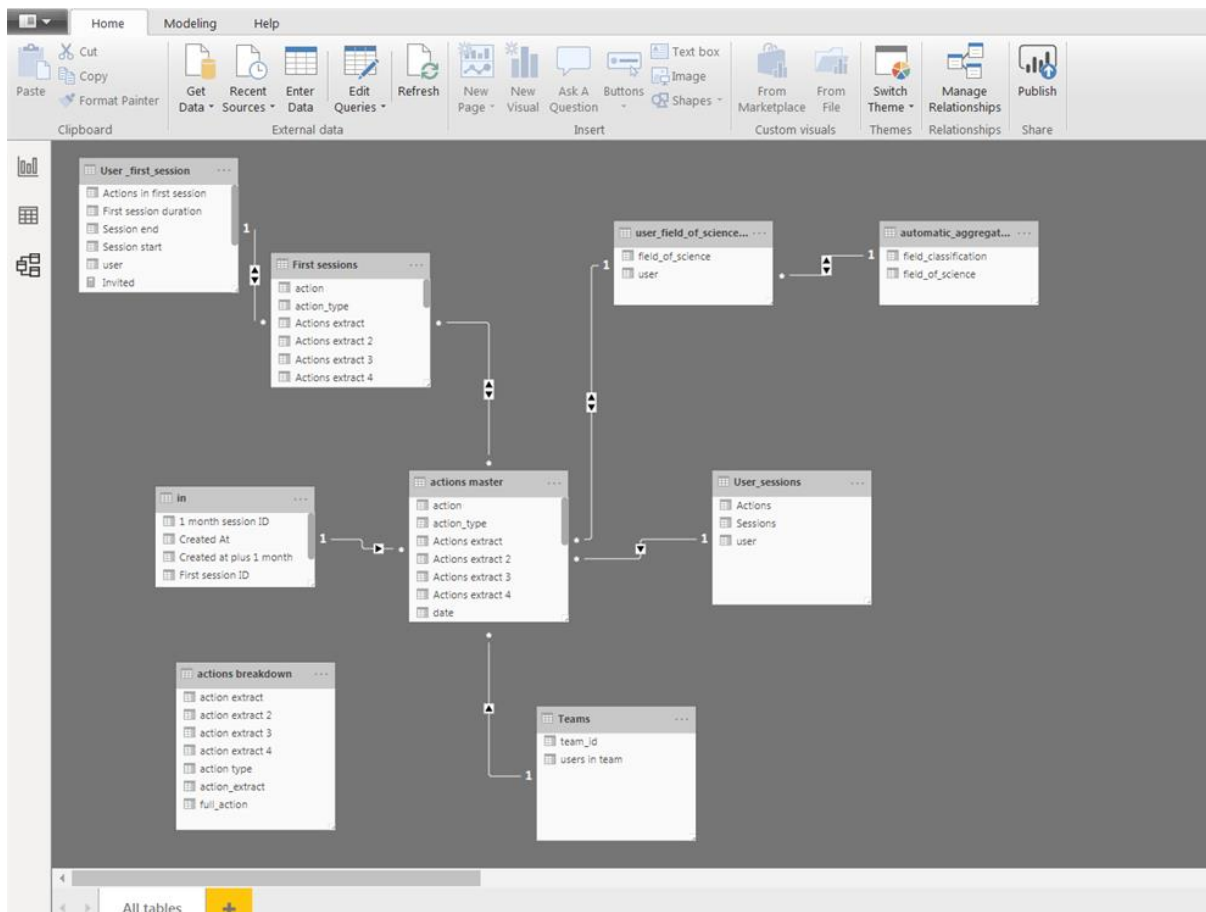 Home Modeling Help
Paste
Cut
Copy
Format Painter
Get Data
Recent Sources
Enter Data
Edit Queries
Refresh
New Page
New Visual
Ask A Question
Buttons
Text box
Image
Shapes
From Marketplace
From File
Switch Theme
Manage Relationships
Publish
Clipboard
External data
Insert
Custom visuals
Themes
Relationships
Share
User _first_session
Actions in first session
First session duration
Session end
Session start
user
Invited
1
First sessions
action
action_type
Actions extract
Actions extract 2
Actions extract 3
Actions extract 4
user_field_of_science...
field_of_science
user
1
automatic_aggregat...
field_classification
field_of_science
1
in
1 month session ID
Created At
Created at plus 1 month
First session ID
1
actions master
action
action_type
Actions extract
Actions extract 2
Actions extract 3
Actions extract 4
date
User_sessions
Actions
Sessions
user
1
actions breakdown
action extract
action extract 2
action extract 3
action extract 4
action type
action_extract
full_action
Teams
team_id
users in team
1
All tables